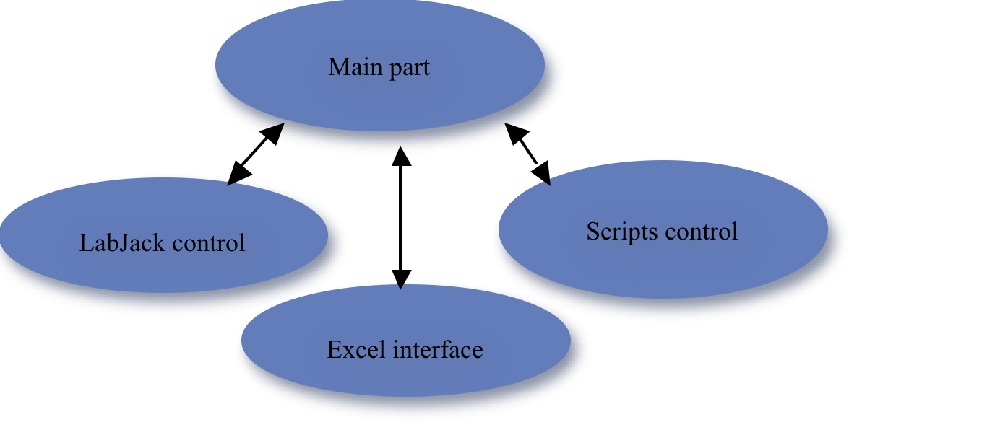 Main part
LabJack control
Scripts control
Excel interface